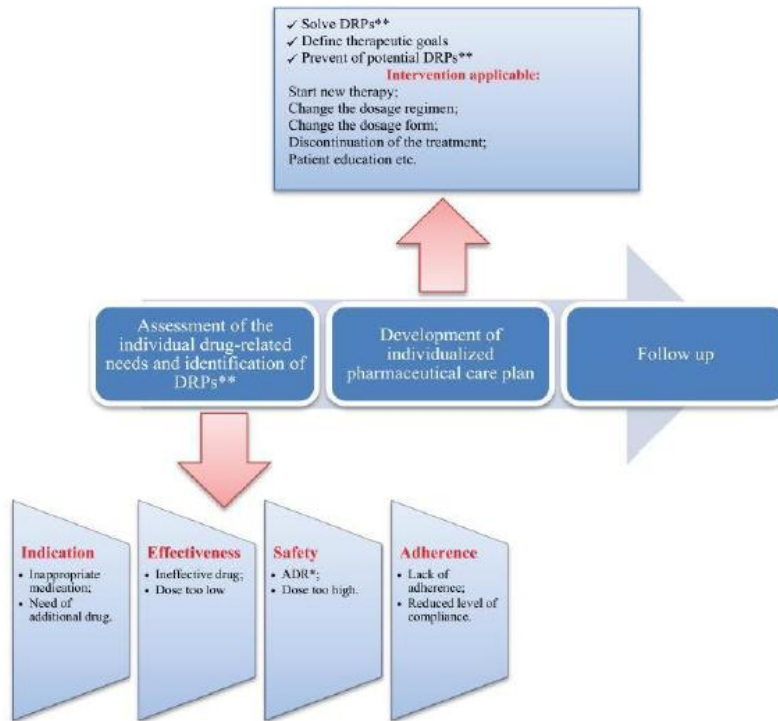 ✓ Solve DRPs**
✓ Define therapeutic goals
✓ Prevent of potential DRPs**
Intervention applicable:
Start new therapy;
Change the dosage regimen;
Change the dosage form;
Discontinuation of the treatment;
Patient education etc.
Assessment of the
individual drug-related
needs and identification of
DRPs**
Development of
individualized
pharmaceutical care plan
Follow up
Indication
• Inappropriate
medication;
• Need of
additional drug.
Effectiveness
• Ineffective drug;
• Dose too low
Safety
• ADR*;
• Dose too high.
Adherence
• Lack of
adherence;
• Reduced level of
compliance.